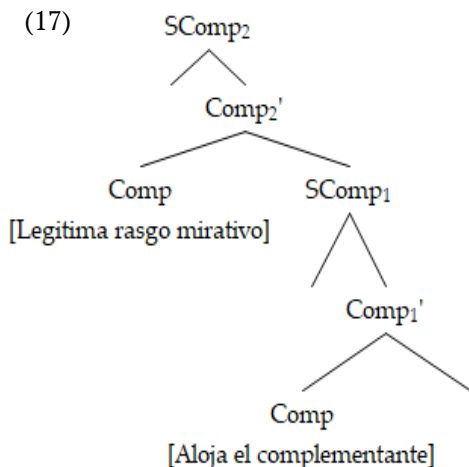 (17) SComp₂
Comp₂'
Comp SComp₁
[Legitima rasgo mirativo]
Comp₁'
Comp
[Aloja el complementante]